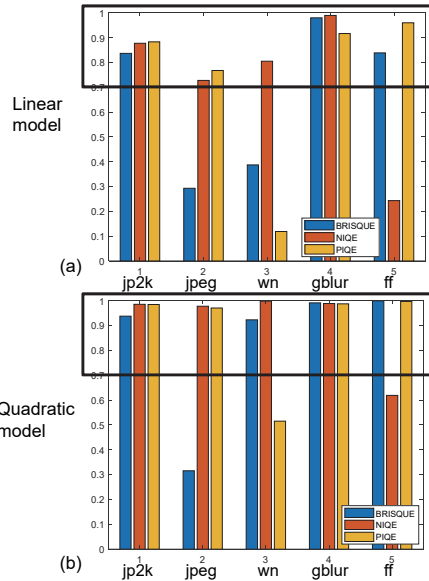 1
0.9
0.8
0.7
0.6
0.5
0.4
0.3
0.2
0.1
0
Linear
model
BRISQUE
NIQE
PIQE
(a)
1 2 3 4 5
jp2k jpeg wn gblur ff
1
0.9
0.8
0.7
0.6
0.5
0.4
0.3
0.2
0.1
0
Quadratic
model
BRISQUE
NIQE
PIQE
(b)
1 2 3 4 5
jp2k jpeg wn gblur ff